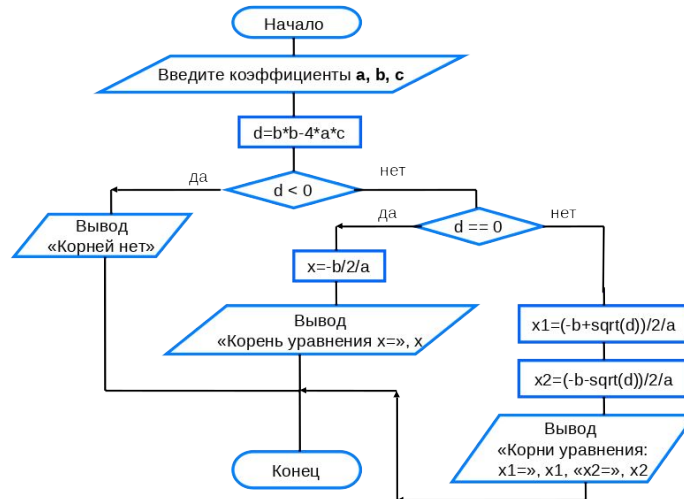 Начало
Введите коэффициенты a, b, c
d=b*b-4*a*c
да
d < 0
нет
Вывод
«Корней нет»
да
d == 0
нет
x=-b/2/a
Вывод
«Корень уравнения x=», x
x1=(-b+sqrt(d))/2/a
x2=(-b-sqrt(d))/2/a
Вывод
«Корни уравнения:
x1=», x1, «x2=», x2
Конец